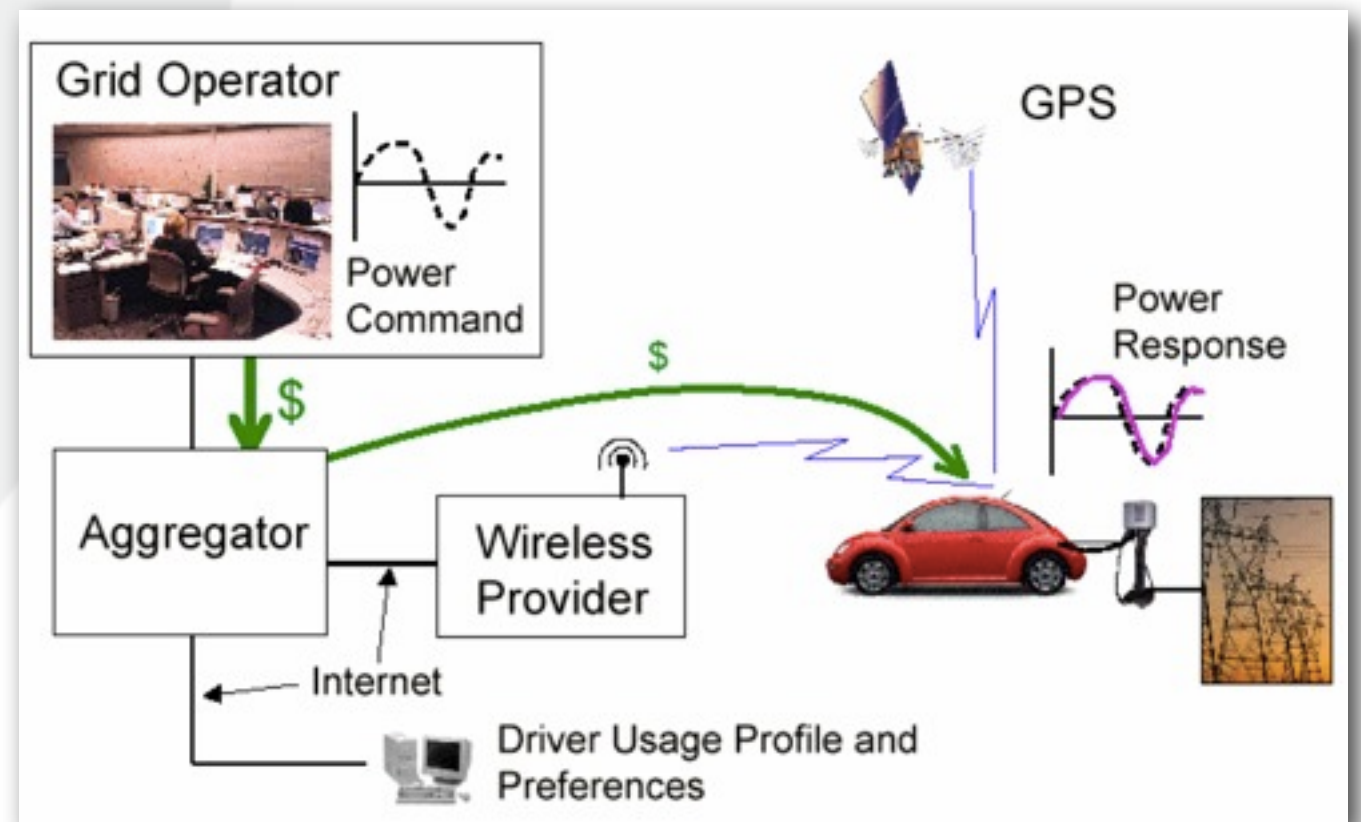 Grid Operator
GPS
Power
Command
Power
Response
$
$
Aggregator
Wireless
Provider
Internet
Driver Usage Profile and
Preferences